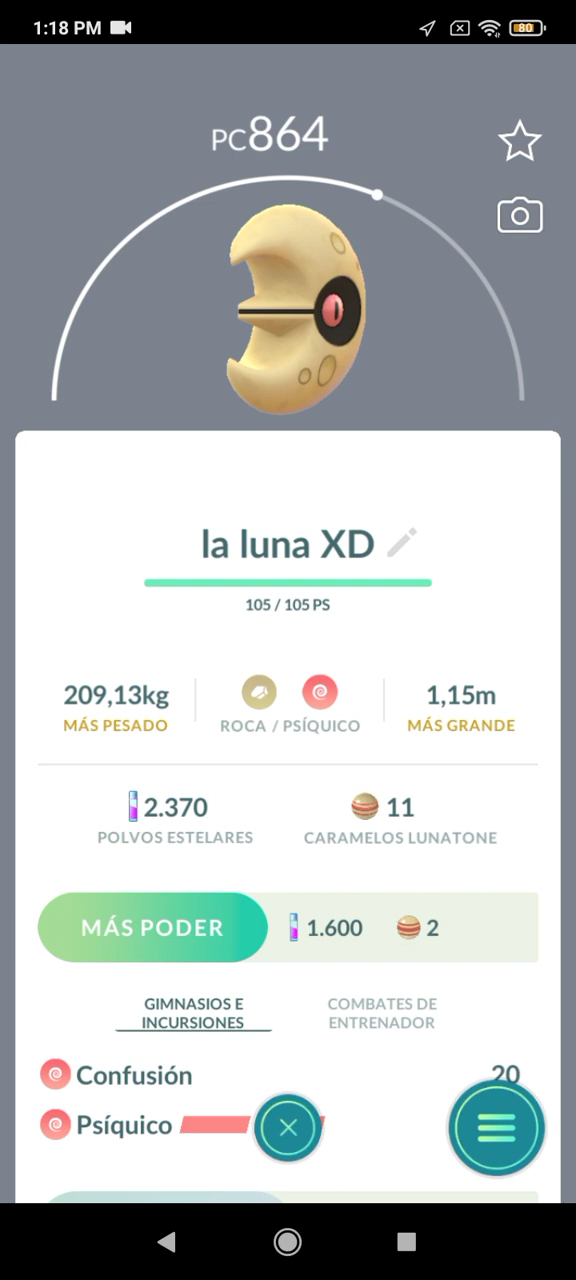 1:18 PM
80
PC864
la luna XD
105 / 105 PS
209,13kg
MÁS PESADO
ROCA / PSÍQUICO
1,15m
MÁS GRANDE
2.370
POLVOS ESTELARES
11
CARAMELOS LUNATONE
MÁS PODER
1.600
2
GIMNASIOS E
INCURSIONES
COMBATES DE
ENTRENADOR
Confusión
20
Psíquico